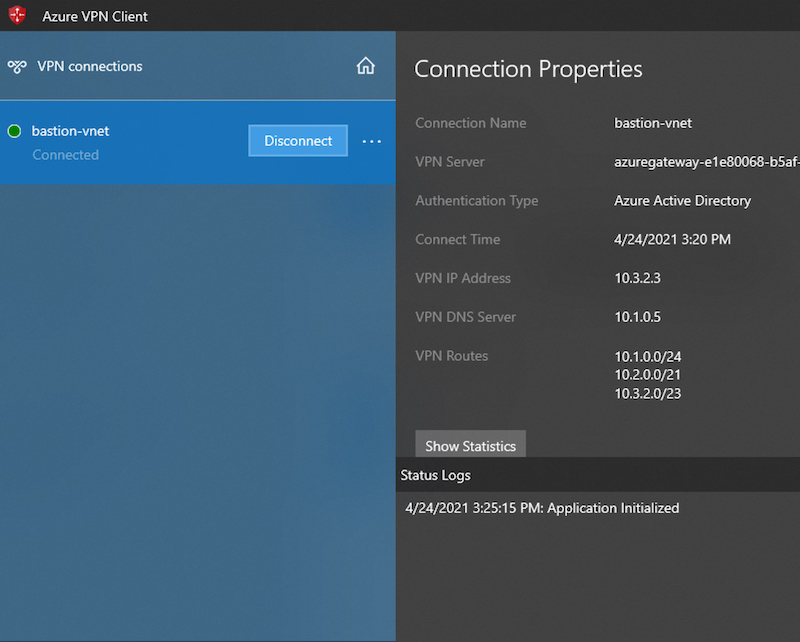 Azure VPN Client
VPN connections
bastion-vnet
Connected
Disconnect
Connection Properties
Connection Name bastion-vnet
VPN Server azuregateway-e1e80068-b5af-
Authentication Type Azure Active Directory
Connect Time 4/24/2021 3:20 PM
VPN IP Address 10.3.2.3
VPN DNS Server 10.1.0.5
VPN Routes 10.1.0.0/24
10.2.0.0/21
10.3.2.0/23
Show Statistics
Status Logs
4/24/2021 3:25:15 PM: Application Initialized